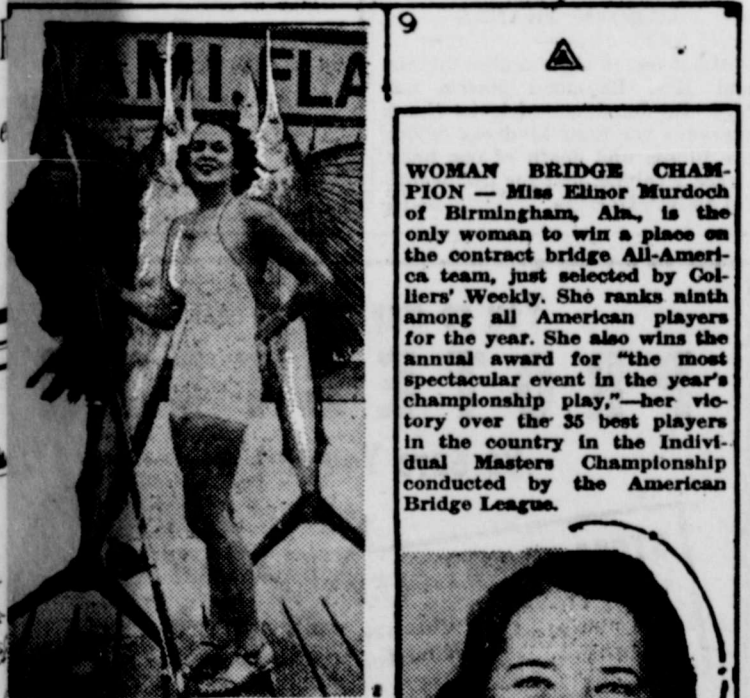 AMI, FLA
9
WOMAN BRIDGE CHAM-
PION — Miss Elinor Murdoch
of Birmingham, Ala., is the
only woman to win a place on
the contract bridge All-Ameri-
ca team, just selected by Col-
liers' Weekly. She ranks ninth
among all American players
for the year. She also wins the
annual award for "the most
spectacular event in the year's
championship play,"—her vic-
tory over the 35 best players
in the country in the Indivi-
dual Masters Championship
conducted by the American
Bridge League.